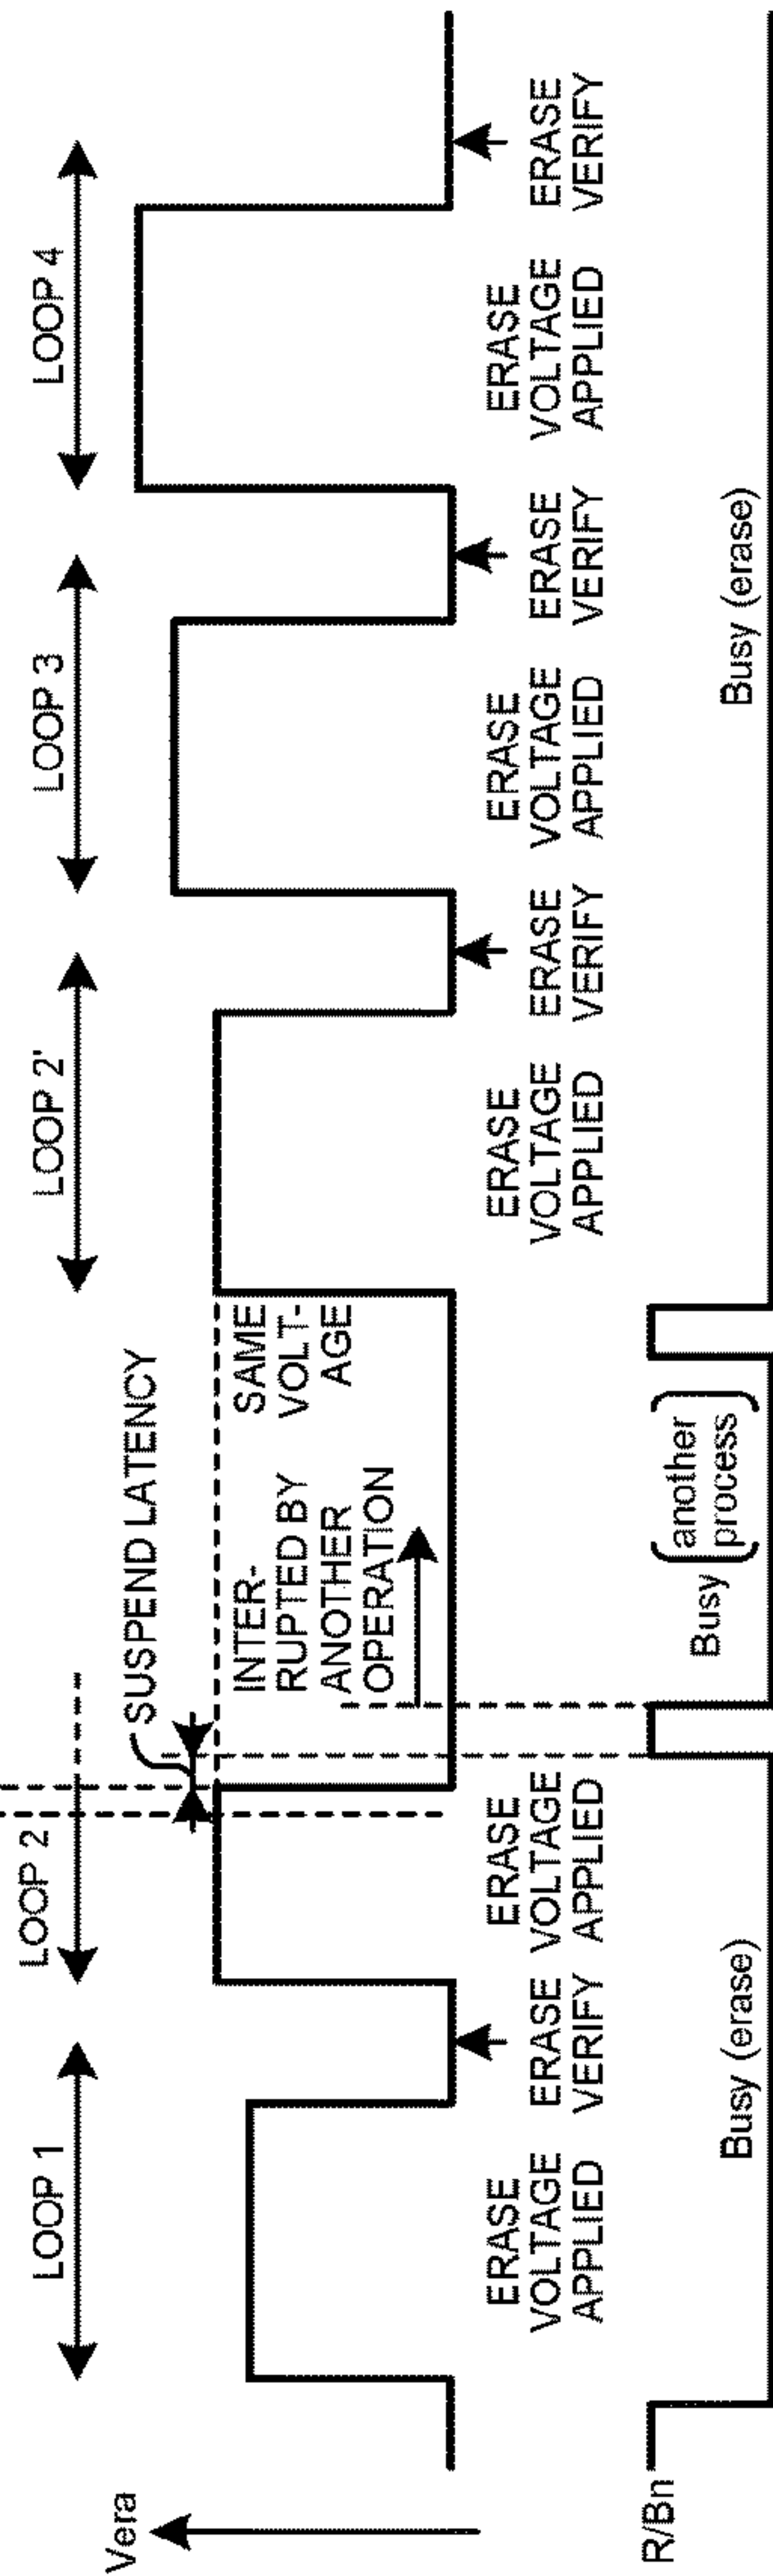 LOOP 1
LOOP 2
LOOP 2'
LOOP 3
LOOP 4
SUSPEND LATENCY
Vera
INTER-
RUPTED BY
ANOTHER
OPERATION
SAME
VOLT-
AGE
ERASE
VOLTAGE
APPLIED
ERASE
VERIFY
ERASE
VOLTAGE
APPLIED
ERASE
VOLTAGE
APPLIED
ERASE
VERIFY
ERASE
VOLTAGE
APPLIED
ERASE
VERIFY
ERASE
VOLTAGE
APPLIED
ERASE
VERIFY
R/Bn
Busy (erase)
Busy (another
process)
Busy (erase)